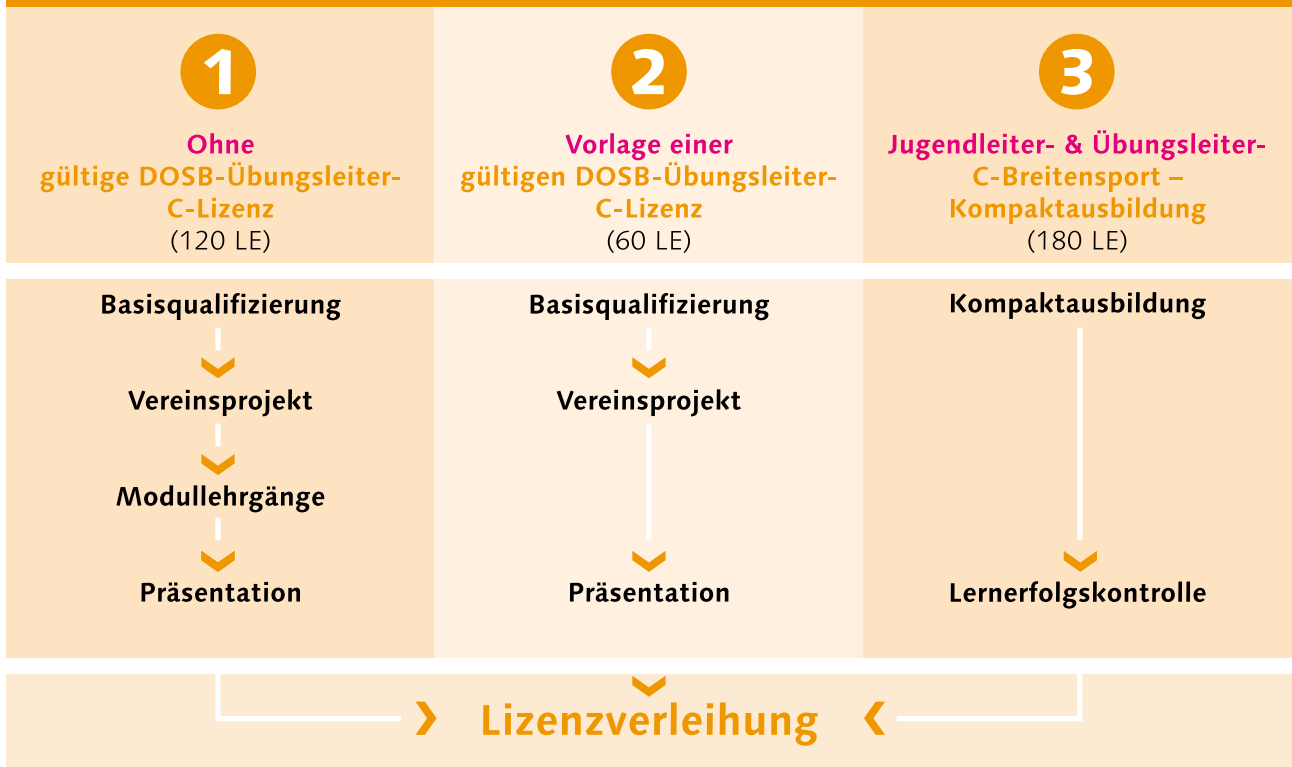 1
Ohne
gültige DOSB-Übungsleiter-
C-Lizenz
(120 LE)
2
Vorlage einer
gültigen DOSB-Übungsleiter-
C-Lizenz
(60 LE)
3
Jugendleiter- & Übungsleiter-
C-Breitensport –
Kompaktausbildung
(180 LE)
Basisqualifizierung
Vereinsprojekt
Modullehrgänge
Präsentation
Basisqualifizierung
Vereinsprojekt
Präsentation
Kompaktausbildung
Lernerfolgskontrolle
Lizenzverleihung